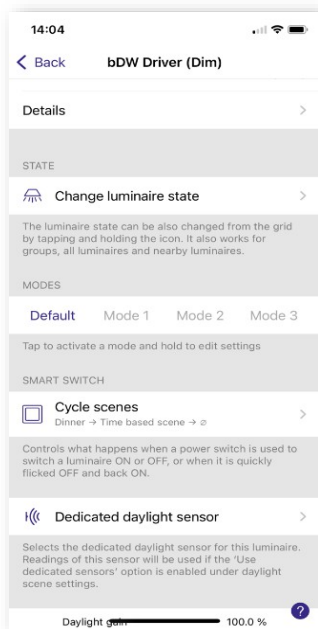 14:04
Back bDW Driver (Dim)
Details
STATE
Change luminaire state
The luminaire state can be also changed from the grid
by tapping and holding the icon. It also works for
groups, all luminaires and nearby luminaires.
MODES
Default Mode 1 Mode 2 Mode 3
Tap to activate a mode and hold to edit settings
SMART SWITCH
Cycle scenes
Dinner → Time based scene → ⌀
Controls what happens when a power switch is used to
switch a luminaire ON or OFF, or when it is quickly
flicked OFF and back ON.
Dedicated daylight sensor
Selects the dedicated daylight sensor for this luminaire.
Readings of this sensor will be used if the 'Use
dedicated sensors' option is enabled under daylight
scene settings.
?
Daylight gain 100.0 %